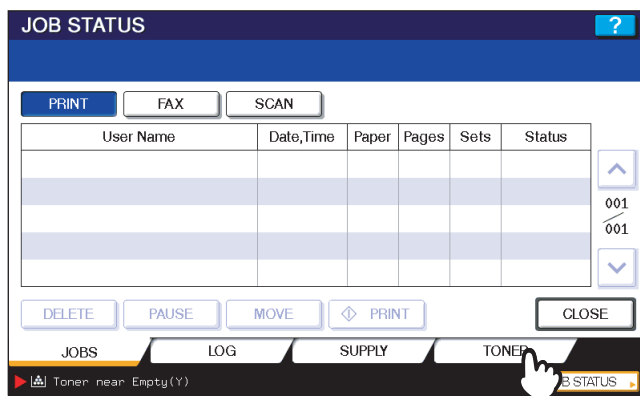 JOB STATUS ?
PRINT FAX SCAN
User Name Date,Time Paper Pages Sets Status
001
001
DELETE PAUSE MOVE PRINT CLOSE
JOBS LOG SUPPLY TONER
Toner near Empty(Y) B STATUS